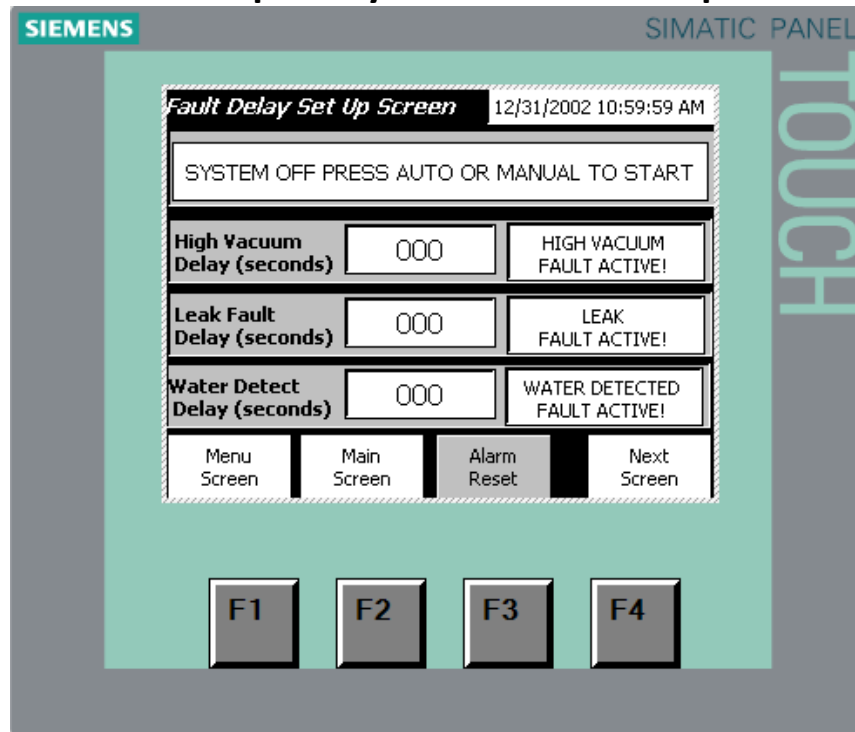 SIEMENS
SIMATIC PANEL
TOUCH
Fault Delay Set Up Screen
12/31/2002 10:59:59 AM
SYSTEM OFF PRESS AUTO OR MANUAL TO START
High Vacuum
Delay (seconds)
000
HIGH VACUUM
FAULT ACTIVE!
Leak Fault
Delay (seconds)
000
LEAK
FAULT ACTIVE!
Water Detect
Delay (seconds)
000
WATER DETECTED
FAULT ACTIVE!
Menu
Screen
Main
Screen
Alarm
Reset
Next
Screen
F1
F2
F3
F4